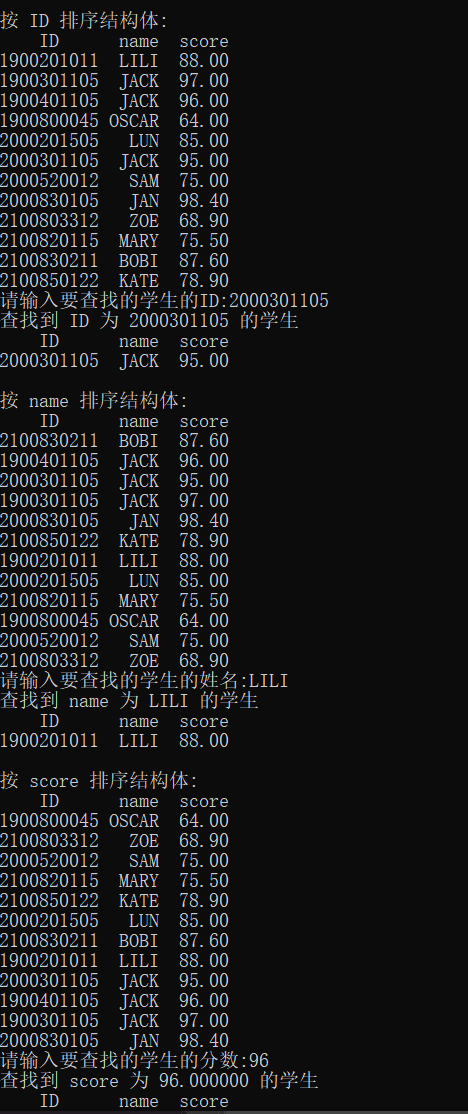 按 ID 排序结构体:
ID name score
1900201011 LILI 88.00
1900301105 JACK 97.00
1900401105 JACK 96.00
1900800045 OSCAR 64.00
2000201505 LUN 85.00
2000301105 JACK 95.00
2000520012 SAM 75.00
2000830105 JAN 98.40
2100803312 ZOE 68.90
2100820115 MARY 75.50
2100830211 BOBI 87.60
2100850122 KATE 78.90
请输入要查找的学生的ID:2000301105
查找到 ID 为 2000301105 的学生
ID name score
2000301105 JACK 95.00
按 name 排序结构体:
ID name score
2100830211 BOBI 87.60
1900401105 JACK 96.00
2000301105 JACK 95.00
1900301105 JACK 97.00
2000830105 JAN 98.40
2100850122 KATE 78.90
1900201011 LILI 88.00
2000201505 LUN 85.00
2100820115 MARY 75.50
1900800045 OSCAR 64.00
2000520012 SAM 75.00
2100803312 ZOE 68.90
请输入要查找的学生的姓名:LILI
查找到 name 为 LILI 的学生
ID name score
1900201011 LILI 88.00
按 score 排序结构体:
ID name score
1900800045 OSCAR 64.00
2100803312 ZOE 68.90
2000520012 SAM 75.00
2100820115 MARY 75.50
2100850122 KATE 78.90
2000201505 LUN 85.00
2100830211 BOBI 87.60
1900201011 LILI 88.00
2000301105 JACK 95.00
1900401105 JACK 96.00
1900301105 JACK 97.00
2000830105 JAN 98.40
请输入要查找的学生的分数:96
查找到 score 为 96.000000 的学生
ID name score